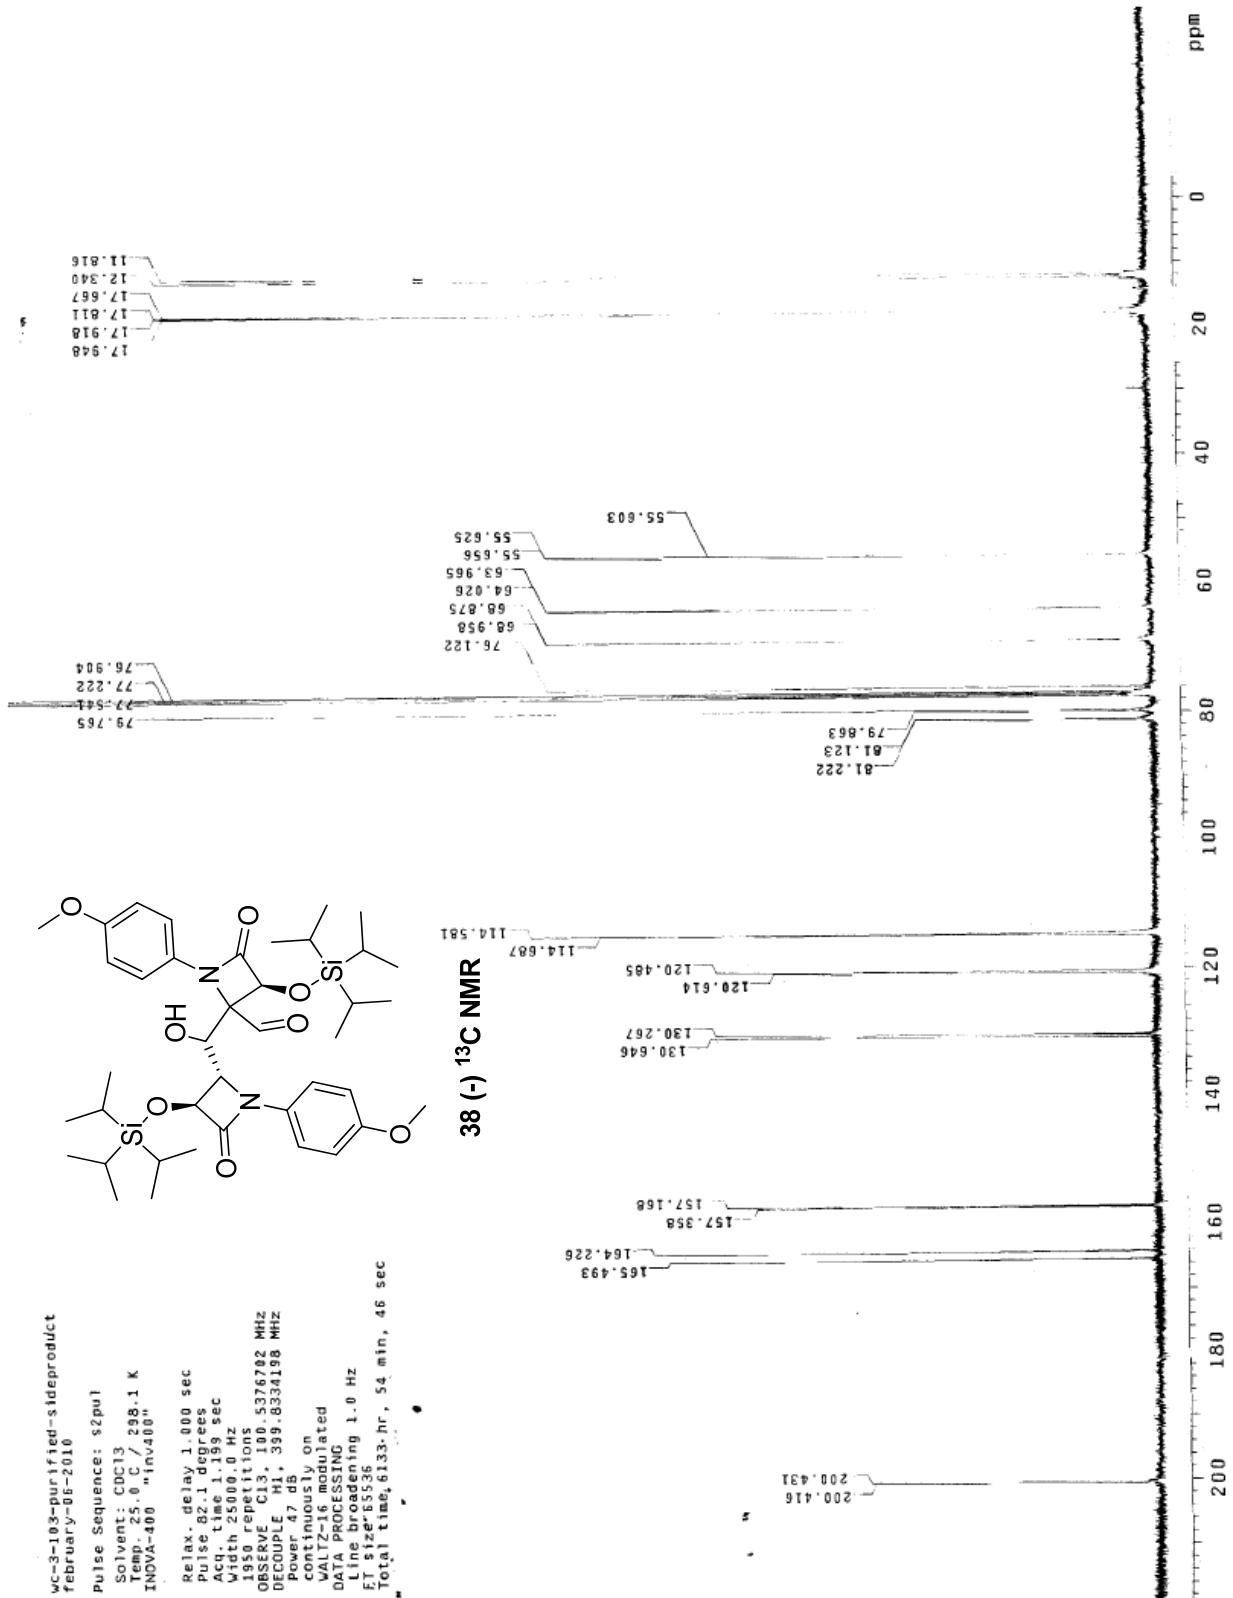 wc-3-103-purified-sideproduct
february-06-2010
Pulse Sequence: s2pul
Solvent: CDCl3
Temp. 25.0 C / 298.1 K
INOVA-400 "inv400"
Relax. delay 1.000 sec
Pulse 82.1 degrees
Acq. time 1.199 sec
Width 25000.0 Hz
1950 repetitions
OBSERVE C13, 100.5376702 MHz
DECOUPLE H1, 399.8334198 MHz
Power 47 dB
continuously on
WALTZ-16 modulated
DATA PROCESSING
Line broadening 1.0 Hz
FT size 65536
Total time 6133 hr, 54 min, 46 sec
O
N
O
O
Si
OH
O
Si
O
N
O
O
38 (-) ¹³C NMR
200.416
200.431
165.493
164.226
157.358
157.168
130.646
130.267
120.614
120.485
114.687
114.581
81.222
81.123
79.863
79.765
77.541
77.222
76.904
76.122
68.958
68.875
64.026
63.965
55.656
55.625
55.603
17.948
17.918
17.811
17.667
12.340
11.816
200
180
160
140
120
100
80
60
40
20
0
ppm